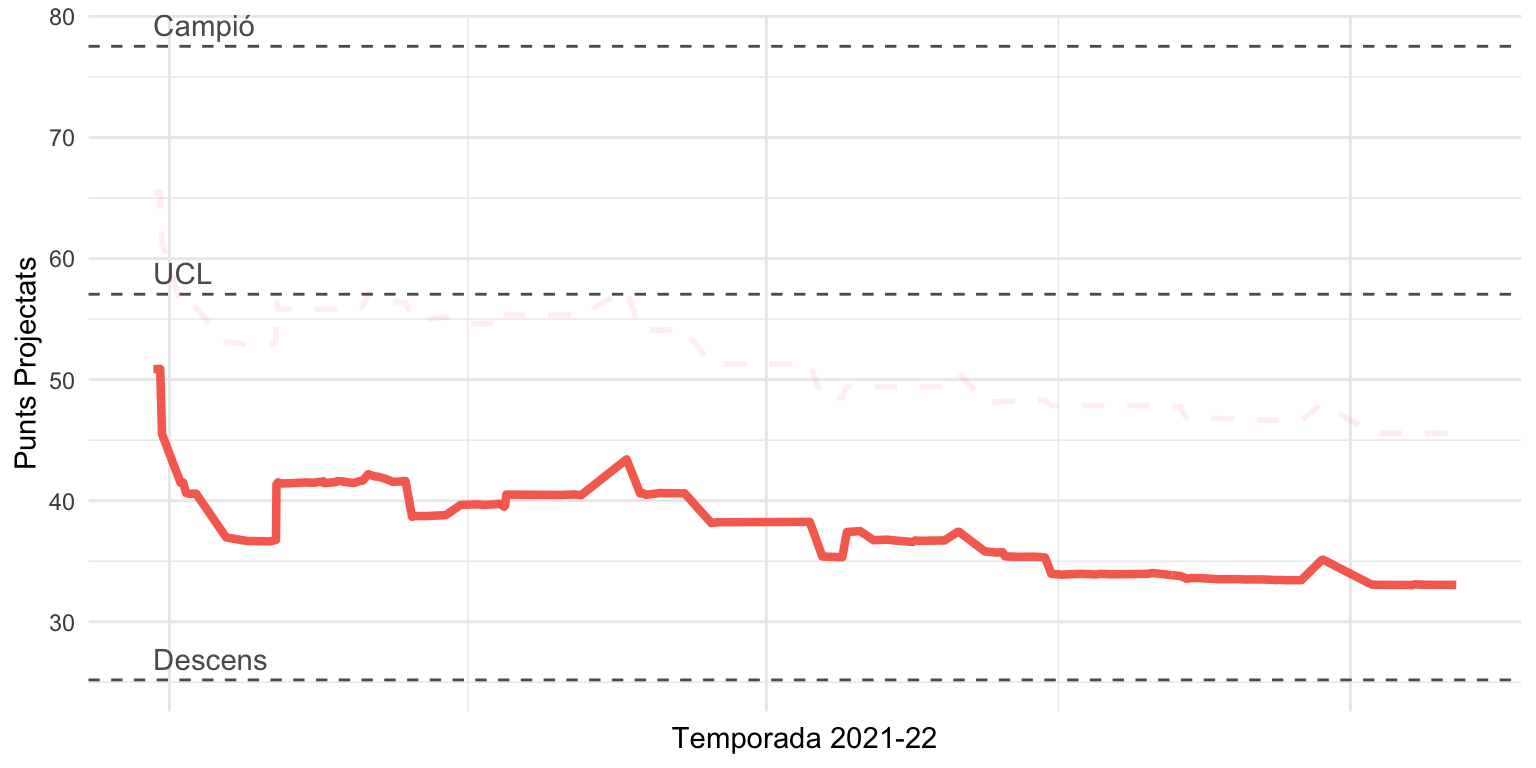 80
Campió
70
60
UCL
50
40
30
Descens
Punts Projectats
Temporada 2021-22